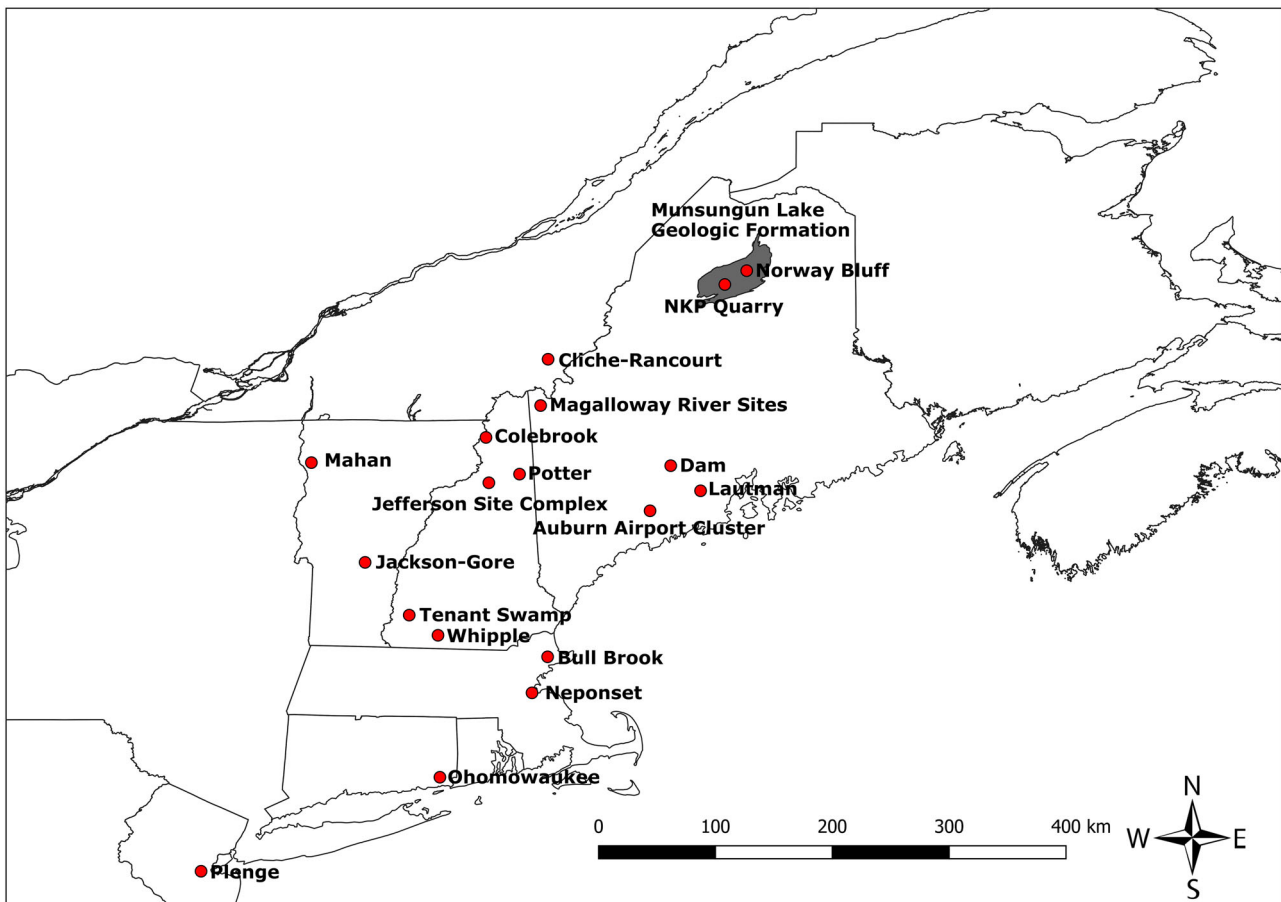 Munsungun Lake
Geologic Formation
Norway Bluff
NKP Quarry
Cliche-Rancourt
Magalloway River Sites
Colebrook
Mahan
Potter
Dam
Jefferson Site Complex
Lautman
Auburn Airport Cluster
Jackson-Gore
Tenant Swamp
Whipple
Bull Brook
Neponset
Ohomowaukee
Plenge
0 100 200 300 400 km
N
W E
S